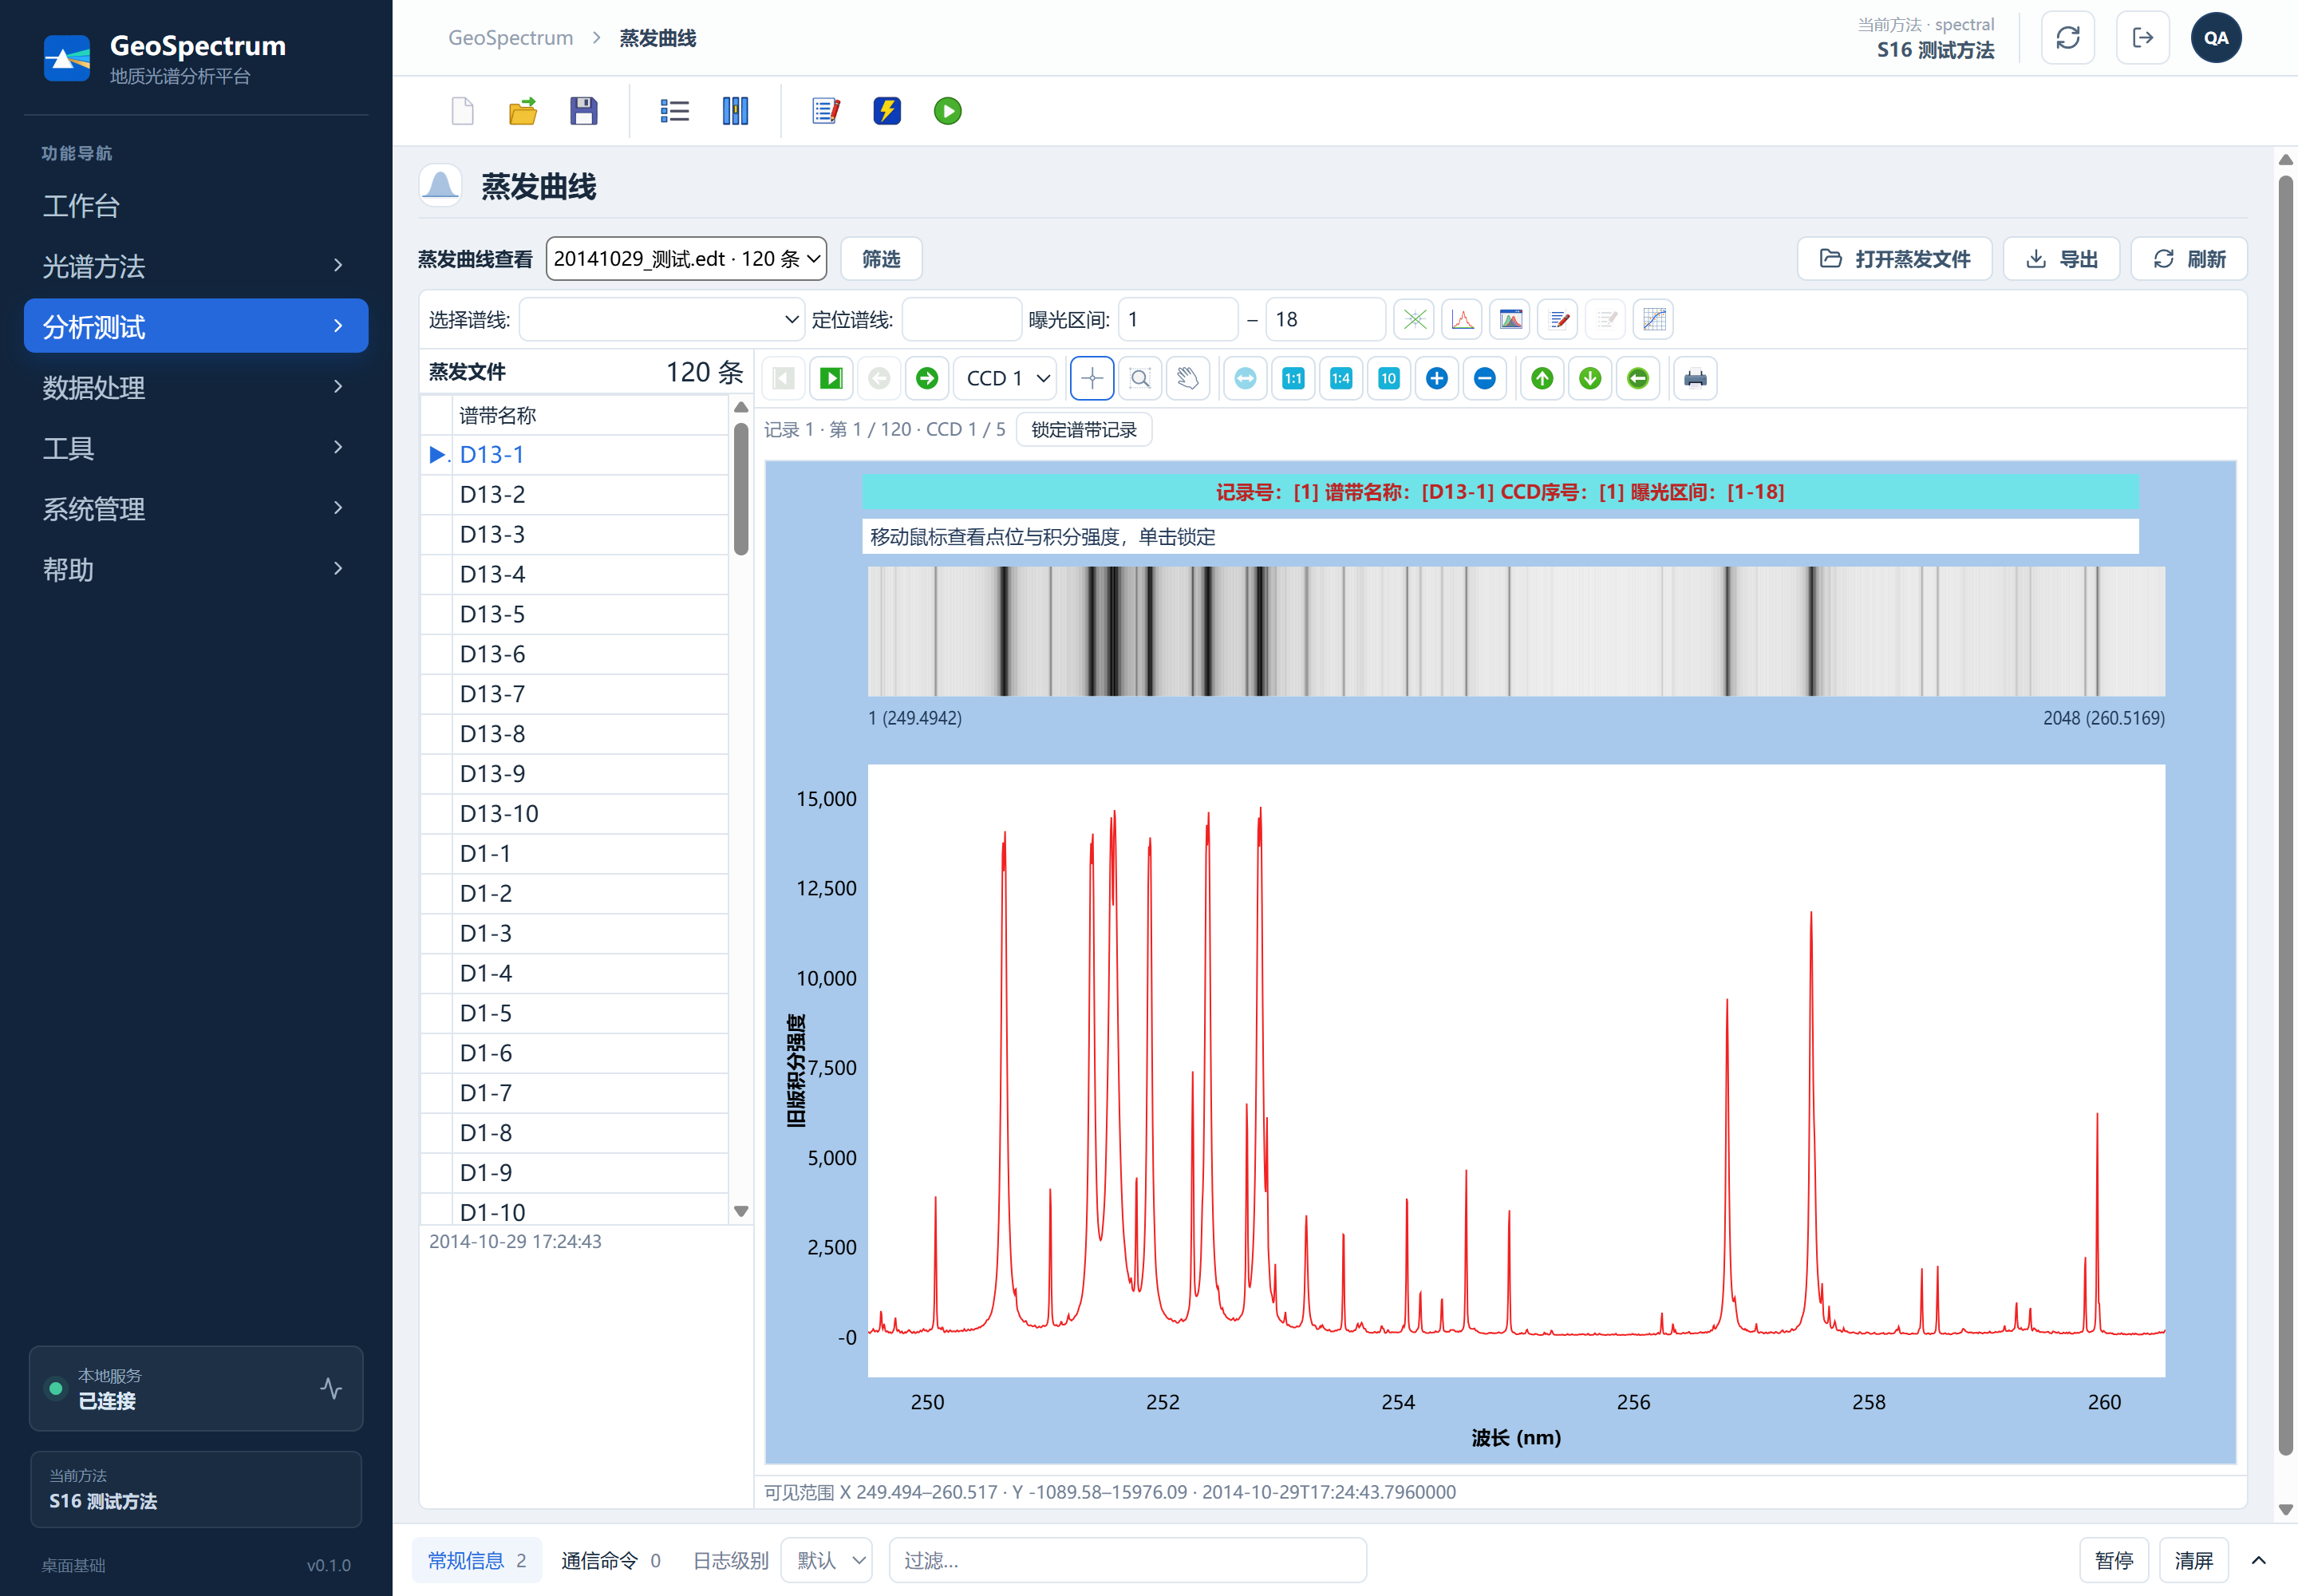 GeoSpectrum
地质光谱分析平台
功能导航
工作台
光谱方法
分析测试
数据处理
工具
系统管理
帮助
本地服务
已连接
当前方法
S16 测试方法
桌面基础 v0.1.0
GeoSpectrum > 蒸发曲线
当前方法 · spectral
S16 测试方法
QA
蒸发曲线
蒸发曲线查看 20141029_测试.edt · 120 条 筛选 打开蒸发文件 导出 刷新
选择谱线: 定位谱线: 曝光区间: 1 – 18
蒸发文件 120 条
CCD 1 1:1 1:4 10
谱带名称
D13-1
D13-2
D13-3
D13-4
D13-5
D13-6
D13-7
D13-8
D13-9
D13-10
D1-1
D1-2
D1-3
D1-4
D1-5
D1-6
D1-7
D1-8
D1-9
D1-10
2014-10-29 17:24:43
记录 1 · 第 1 / 120 · CCD 1 / 5 锁定谱带记录
记录号：[1] 谱带名称：[D13-1] CCD序号：[1] 曝光区间：[1-18]
移动鼠标查看点位与积分强度，单击锁定
1 (249.4942) 2048 (260.5169)
15,000
12,500
10,000
7,500
5,000
2,500
-0
旧版积分强度
250 252 254 256 258 260
波长 (nm)
可见范围 X 249.494–260.517 · Y -1089.58–15976.09 · 2014-10-29T17:24:43.7960000
常规信息 2 通信命令 0 日志级别 默认 过滤... 暂停 清屏